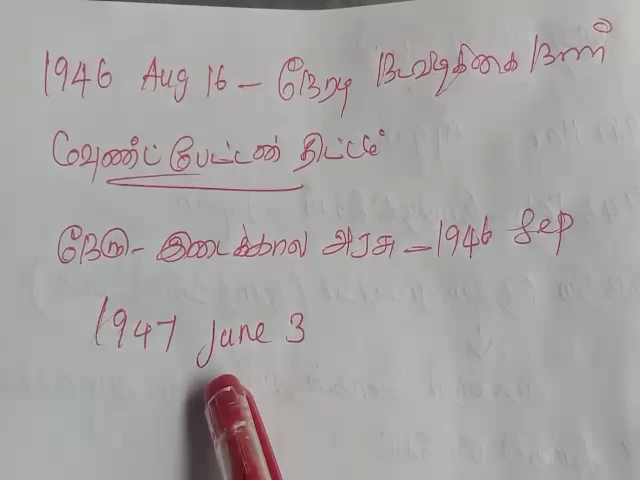 1946 Aug 16 - நேரடி நடவடிக்கை நாள்
மவுண்ட் பேட்டன் திட்டம்
நேரு - இடைக்கால அரசு - 1946 Sep
1947 June 3